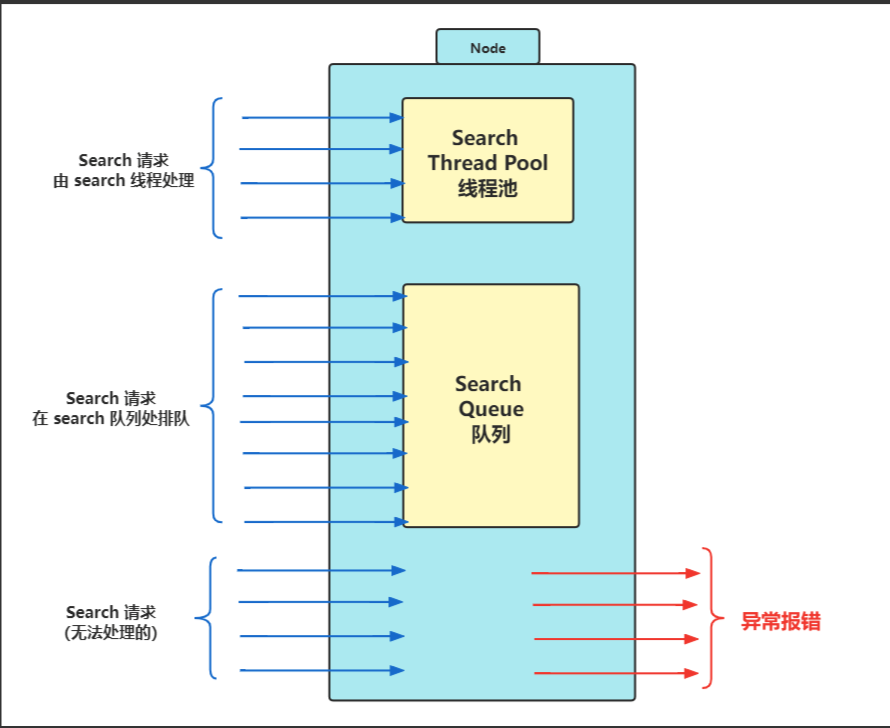 Node
Search 请求
由 search 线程处理
Search
Thread Pool
线程池
Search 请求
在 search 队列处排队
Search
Queue
队列
Search 请求
(无法处理的)
异常报错